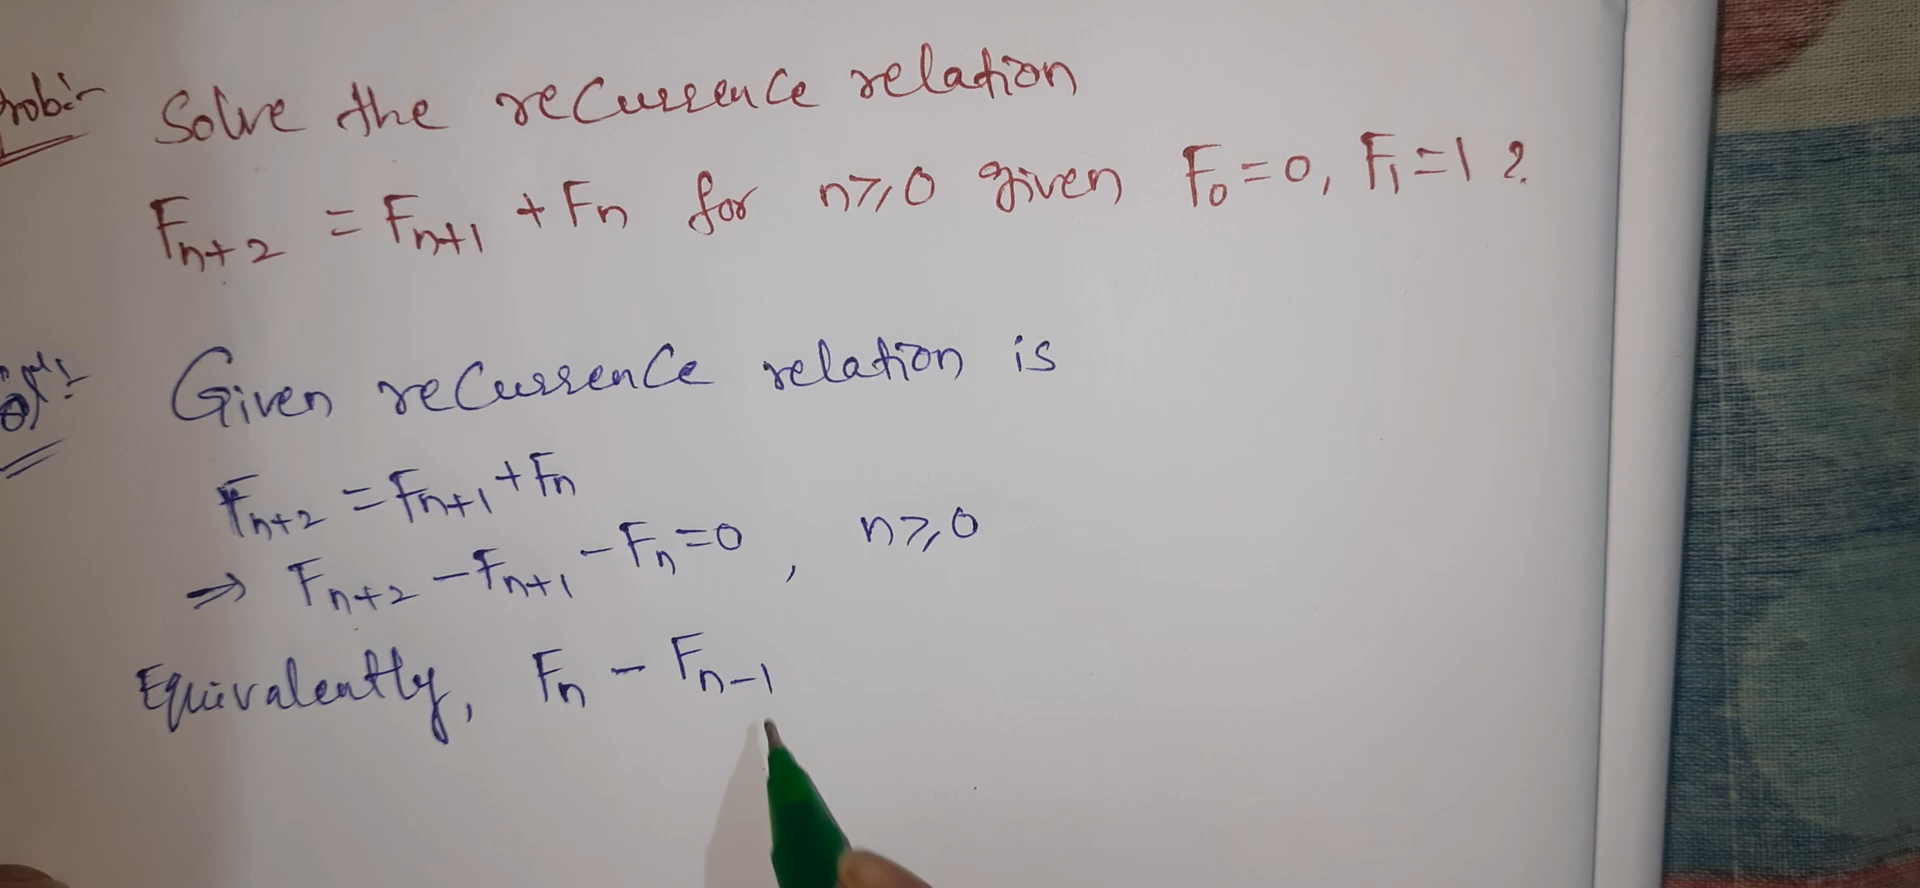 Prob:- Solve the recurrence relation
Fn+2 = Fn+1 + Fn for n≥0 given F0=0, F1=1?
Given recurrence relation is
Fn+2 = Fn+1 + Fn
⇒ Fn+2 - Fn+1 - Fn = 0, n≥0
Equivalently, Fn - Fn-1